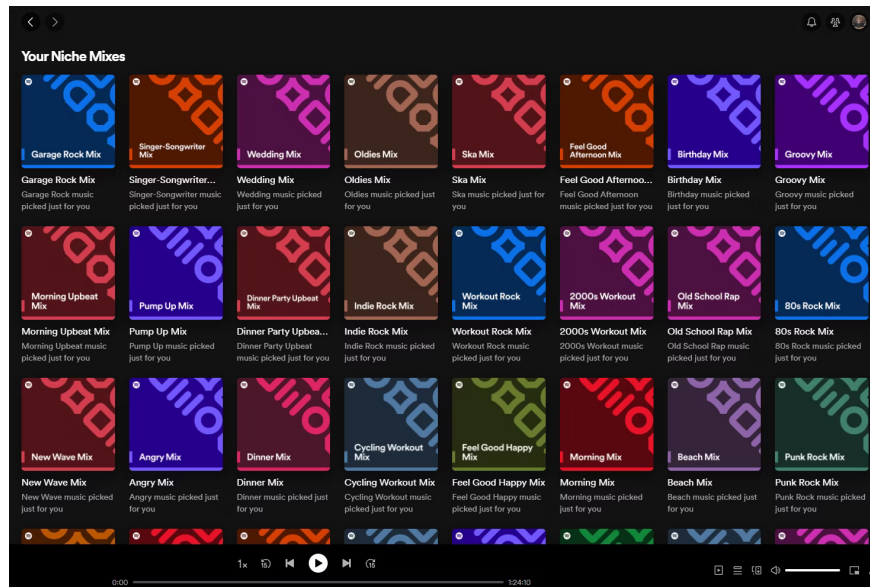 Your Niche Mixes
Garage Rock Mix
Singer-Songwriter
Mix
Wedding Mix
Oldies Mix
Ska Mix
Feel Good
Afternoon Mix
Birthday Mix
Groovy Mix
Garage Rock Mix
Garage Rock music
picked just for you
Singer-Songwriter...
Singer-Songwriter music
picked just for you
Wedding Mix
Wedding music picked
just for you
Oldies Mix
Oldies music picked just
for you
Ska Mix
Ska music picked just for
you
Feel Good Afternoo...
Feel Good Afternoon
music picked just for you
Birthday Mix
Birthday music picked
just for you
Groovy Mix
Groovy music picked
just for you
Morning Upbeat
Mix
Pump Up Mix
Dinner Party Upbeat
Mix
Indie Rock Mix
Workout Rock
Mix
2000s Workout
Mix
Old School Rap
Mix
80s Rock Mix
Morning Upbeat Mix
Morning Upbeat music
picked just for you
Pump Up Mix
Pump Up music picked
just for you
Dinner Party Upbea...
Dinner Party Upbeat
music picked just for you
Indie Rock Mix
Indie Rock music picked
just for you
Workout Rock Mix
Workout Rock music
picked just for you
2000s Workout Mix
2000s Workout music
picked just for you
Old School Rap Mix
Old School Rap music
picked just for you
80s Rock Mix
80s Rock music picked
just for you
New Wave Mix
Angry Mix
Dinner Mix
Cycling Workout
Mix
Feel Good Happy
Mix
Morning Mix
Beach Mix
Punk Rock Mix
New Wave Mix
New Wave music picked
just for you
Angry Mix
Angry music picked just
for you
Dinner Mix
Dinner music picked just
for you
Cycling Workout Mix
Cycling Workout music
picked just for you
Feel Good Happy Mix
Feel Good Happy music
picked just for you
Morning Mix
Morning music picked
just for you
Beach Mix
Beach music picked just
for you
Punk Rock Mix
Punk Rock music picked
just for you
1x
15
15
0:00
1:24:10